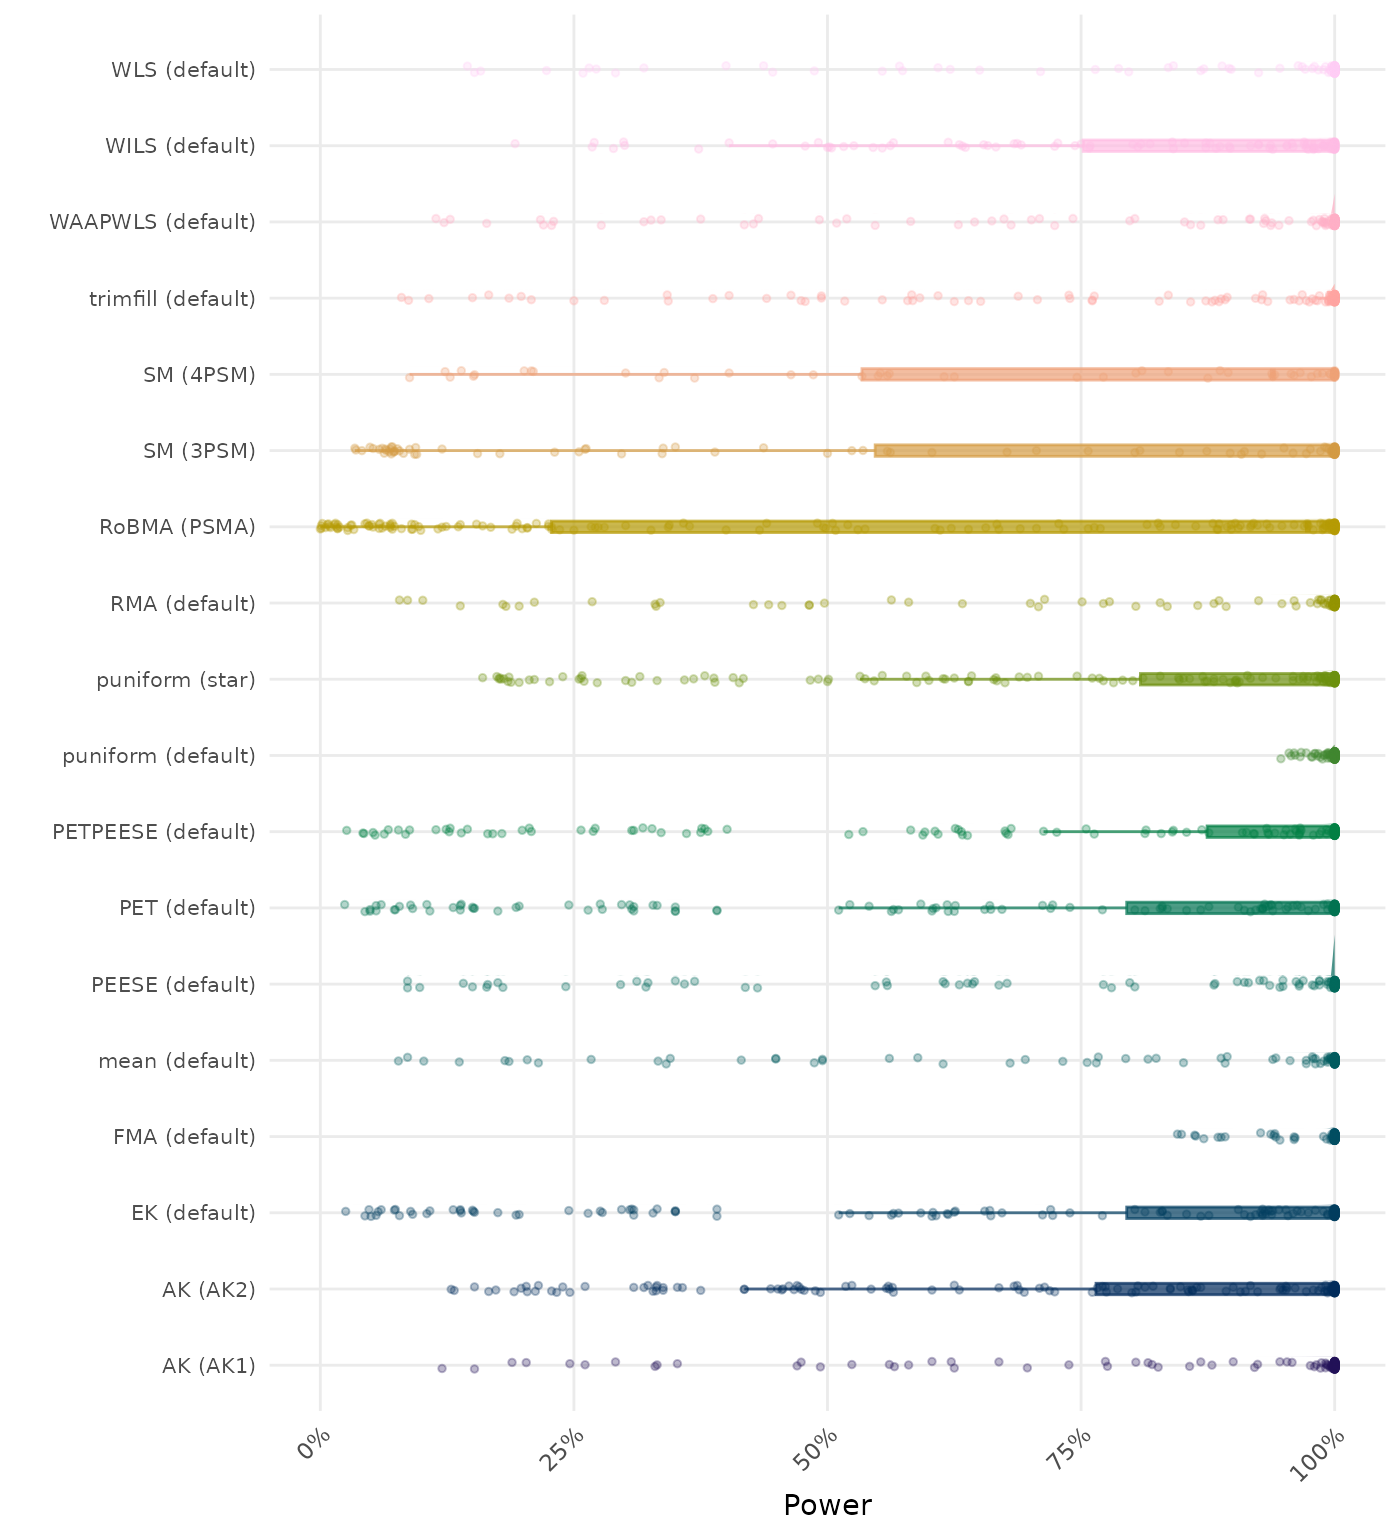 WLS (default)
WILS (default)
WAAPWLS (default)
trimfill (default)
SM (4PSM)
SM (3PSM)
RoBMA (PSMA)
RMA (default)
puniform (star)
puniform (default)
PETPEESE (default)
PET (default)
PEESE (default)
mean (default)
FMA (default)
EK (default)
AK (AK2)
AK (AK1)
0%
25%
50%
75%
100%
Power